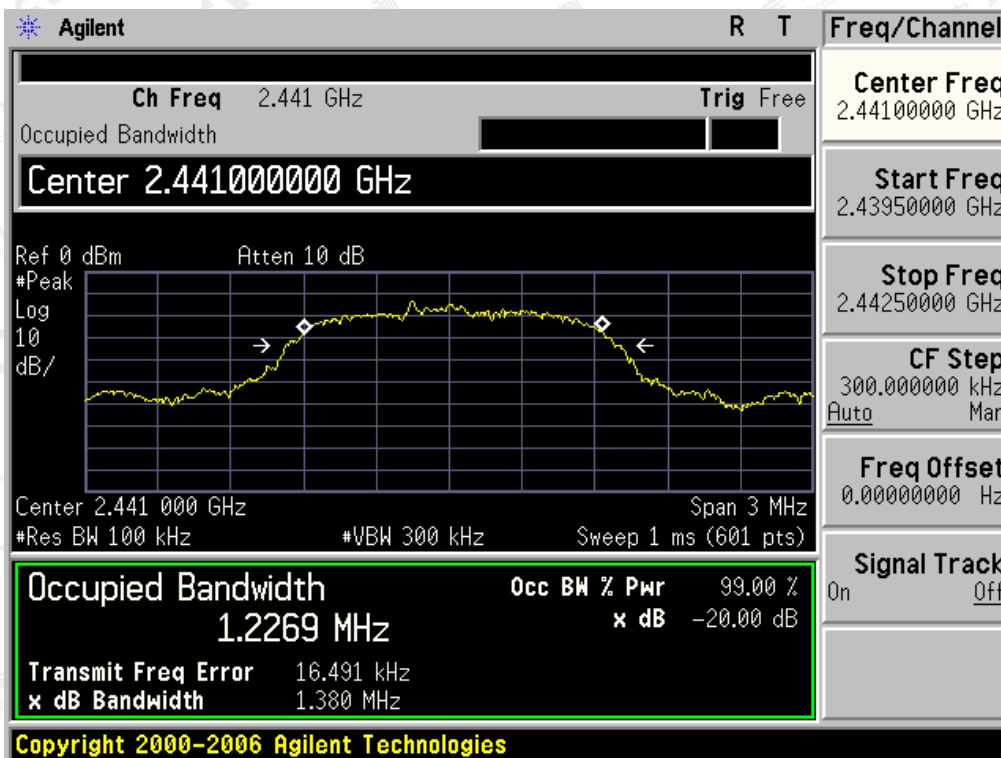 Agilent R T
Ch Freq 2.441 GHz Trig Free
Occupied Bandwidth
Center 2.441000000 GHz
Ref 0 dBm Atten 10 dB
#Peak
Log
10
dB/
Center 2.441 000 GHz Span 3 MHz
#Res BW 100 kHz #VBW 300 kHz Sweep 1 ms (601 pts)
Occupied Bandwidth Occ BW % Pwr 99.00 %
1.2269 MHz x dB -20.00 dB
Transmit Freq Error 16.491 kHz
x dB Bandwidth 1.380 MHz
Copyright 2000-2006 Agilent Technologies
Freq/Channel
Center Freq
2.44100000 GHz
Start Freq
2.43950000 GHz
Stop Freq
2.44250000 GHz
CF Step
300.000000 kHz
Auto Man
Freq Offset
0.00000000 Hz
Signal Track
On Off